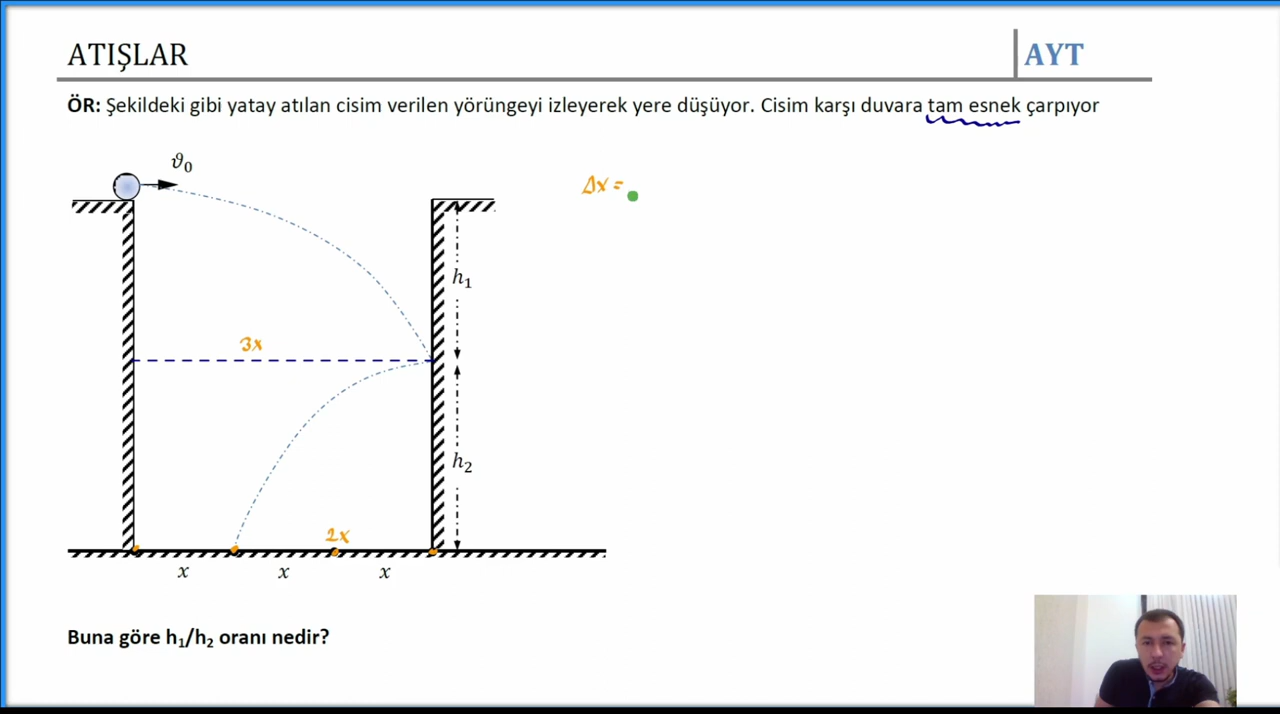 ATIŞLAR
AYT
ÖR: Şekildeki gibi yatay atılan cisim verilen yörüngeyi izleyerek yere düşüyor. Cisim karşı duvara tam esnek çarpıyor
ϑ₀
Δx =
h₁
3x
h₂
2x
x x x
Buna göre h₁/h₂ oranı nedir?